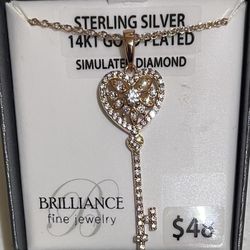 STERLING SILVER
14KT GOLD PLATED
SIMULATED DIAMOND
B
BRILLIANCE
fine jewelry
$48